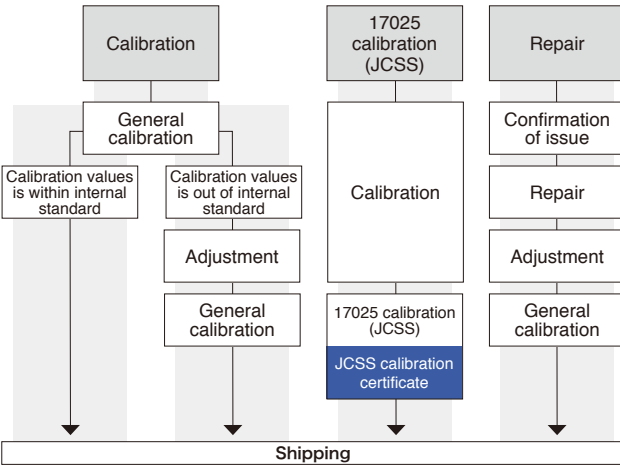 Calibration
General
calibration
Calibration values
is within internal
standard
Calibration values
is out of internal
standard
Adjustment
General
calibration
17025
calibration
(JCSS)
Calibration
17025 calibration
(JCSS)
JCSS calibration
certificate
Repair
Confirmation
of issue
Repair
Adjustment
General
calibration
Shipping